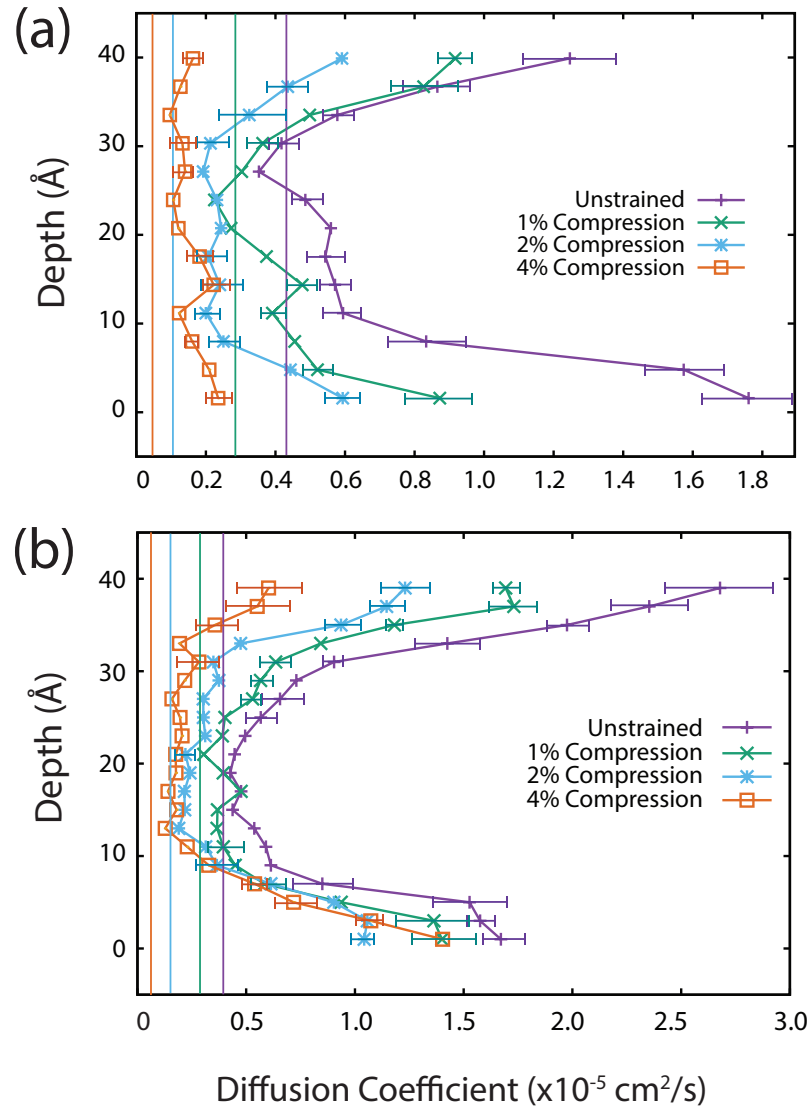 (a)
40
30
20
10
0
Depth (Å)
Unstrained
1% Compression
2% Compression
4% Compression
0 0.2 0.4 0.6 0.8 1.0 1.2 1.4 1.6 1.8
(b)
40
30
20
10
0
Depth (Å)
Unstrained
1% Compression
2% Compression
4% Compression
0 0.5 1.0 1.5 2.0 2.5 3.0
Diffusion Coefficient (x10⁻⁵ cm²/s)